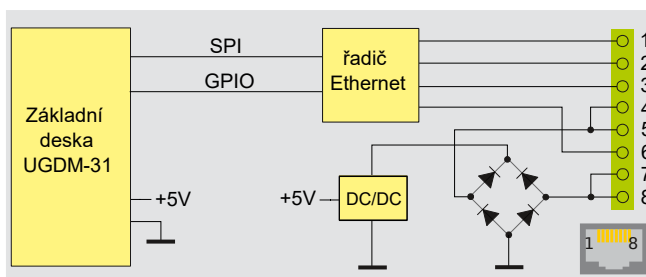 SPI
GPIO
Základní
deska
UGDM-31
+5V
řadič
Ethernet
+5V
DC/DC
1
2
3
4
5
6
7
8
1 8